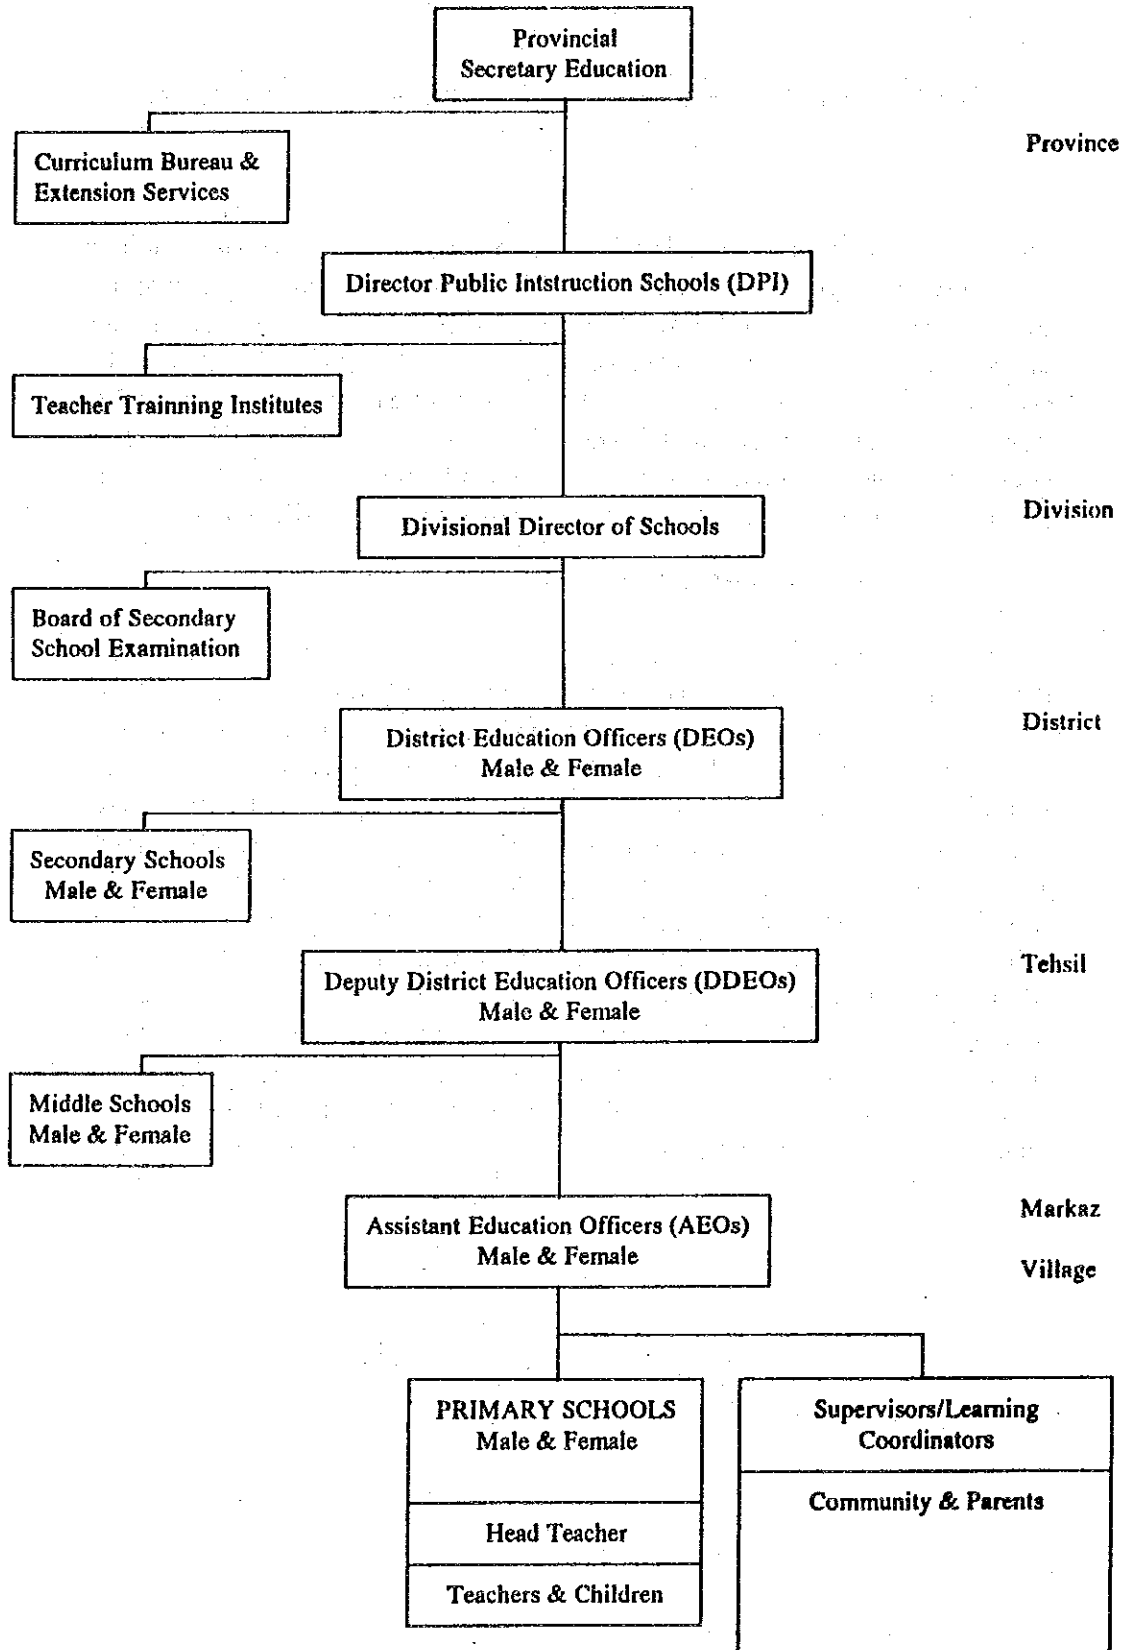 Provincial
Secretary Education
Province
Curriculum Bureau &
Extension Services
Director Public Intstruction Schools (DPI)
Teacher Trainning Institutes
Division
Divisional Director of Schools
Board of Secondary
School Examination
District
District Education Officers (DEOs)
Male & Female
Secondary Schools
Male & Female
Tehsil
Deputy District Education Officers (DDEOs)
Male & Female
Middle Schools
Male & Female
Markaz
Assistant Education Officers (AEOs)
Male & Female
Village
PRIMARY SCHOOLS
Male & Female
Head Teacher
Teachers & Children
Supervisors/Learning
Coordinators
Community & Parents